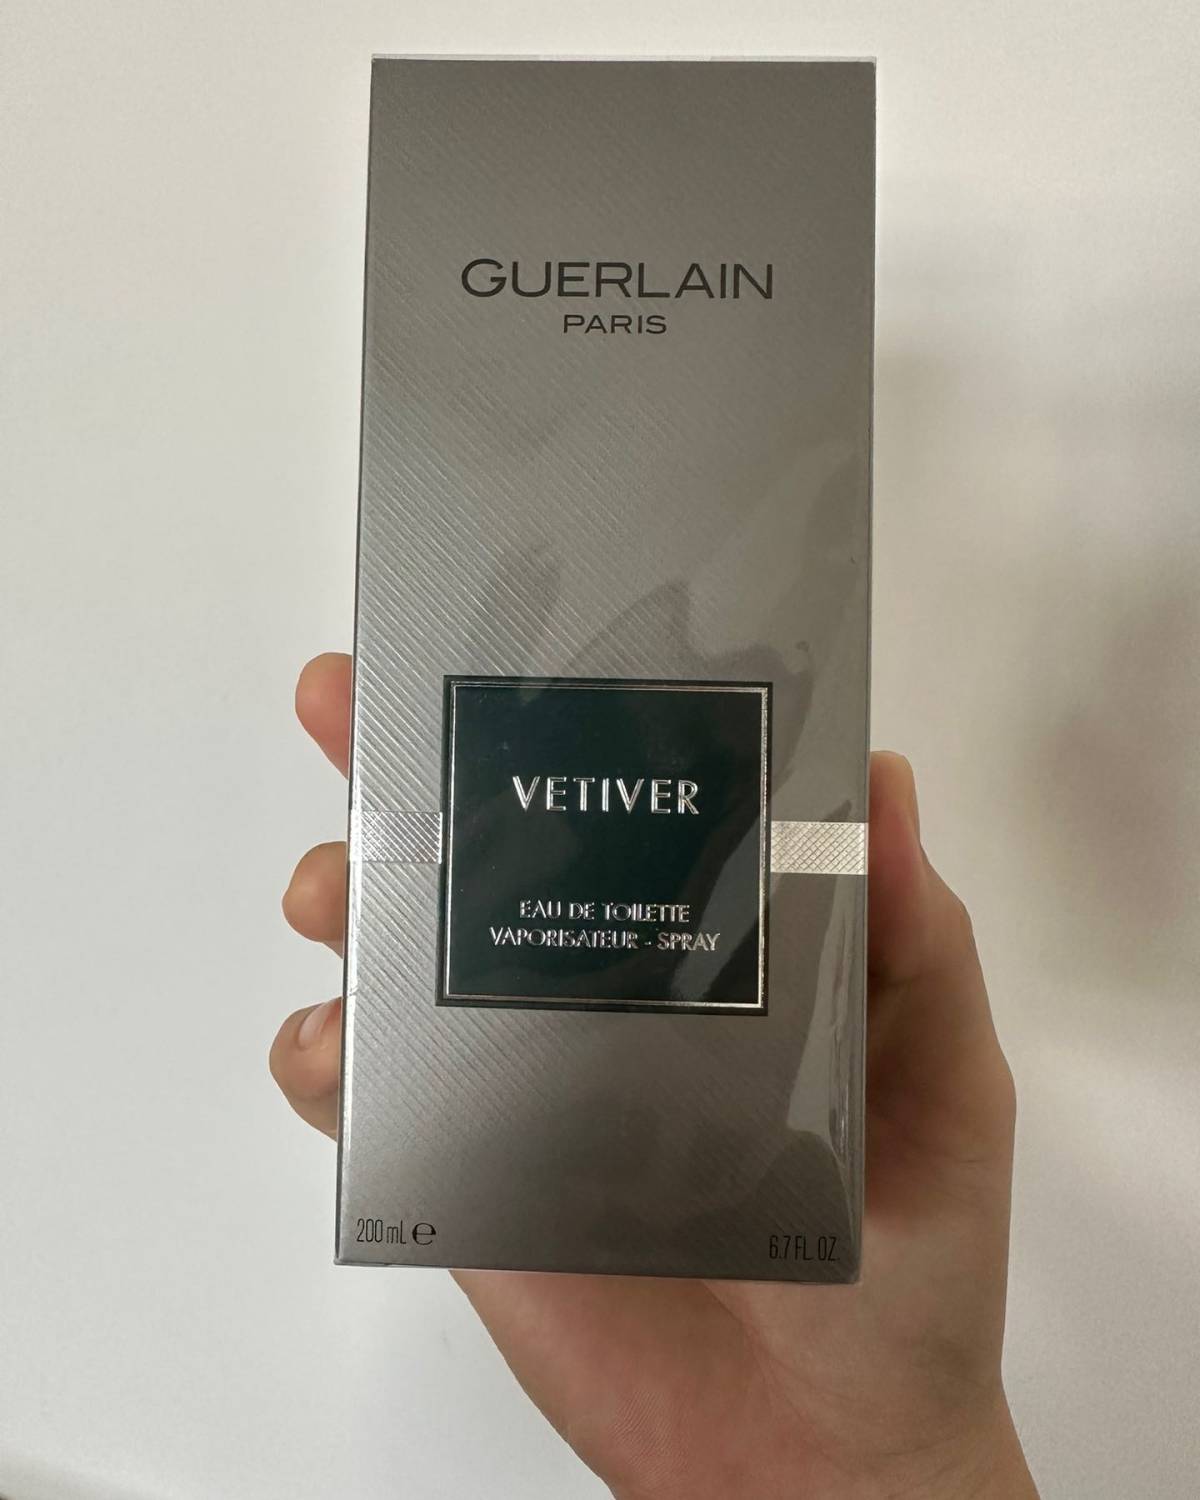 GUERLAIN
PARIS
VETIVER
EAU DE TOILETTE
VAPORISATEUR - SPRAY
200 mL ℮
6.7 FL. OZ.